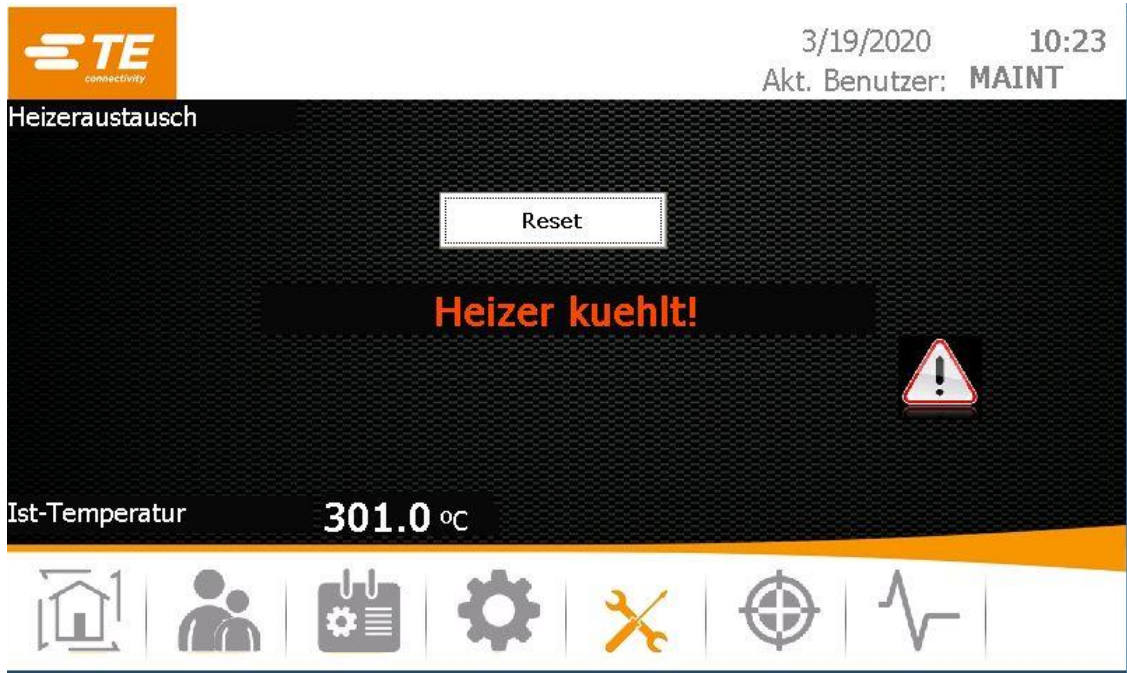 TE
connectivity
3/19/2020 10:23
Akt. Benutzer: MAINT
Heizeraustausch
Reset
Heizer kuehlt!
Ist-Temperatur 301.0 ºC